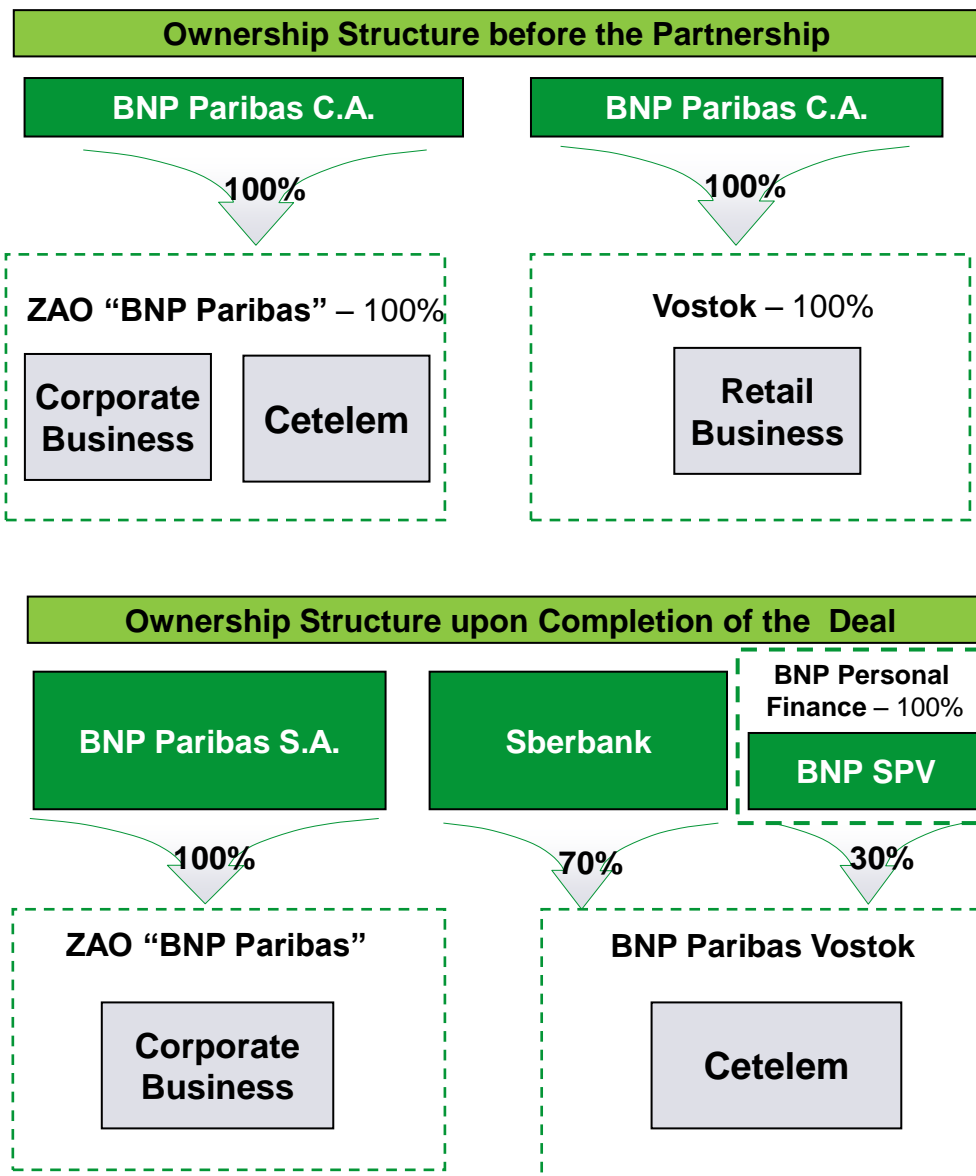 Ownership Structure before the Partnership
BNP Paribas C.A.
BNP Paribas C.A.
100%
100%
ZAO “BNP Paribas” – 100%
Vostok – 100%
Corporate
Business
Cetelem
Retail
Business
Ownership Structure upon Completion of the Deal
BNP Paribas S.A.
Sberbank
BNP Personal
Finance – 100%
BNP SPV
100%
70%
30%
ZAO “BNP Paribas”
BNP Paribas Vostok
Corporate
Business
Cetelem